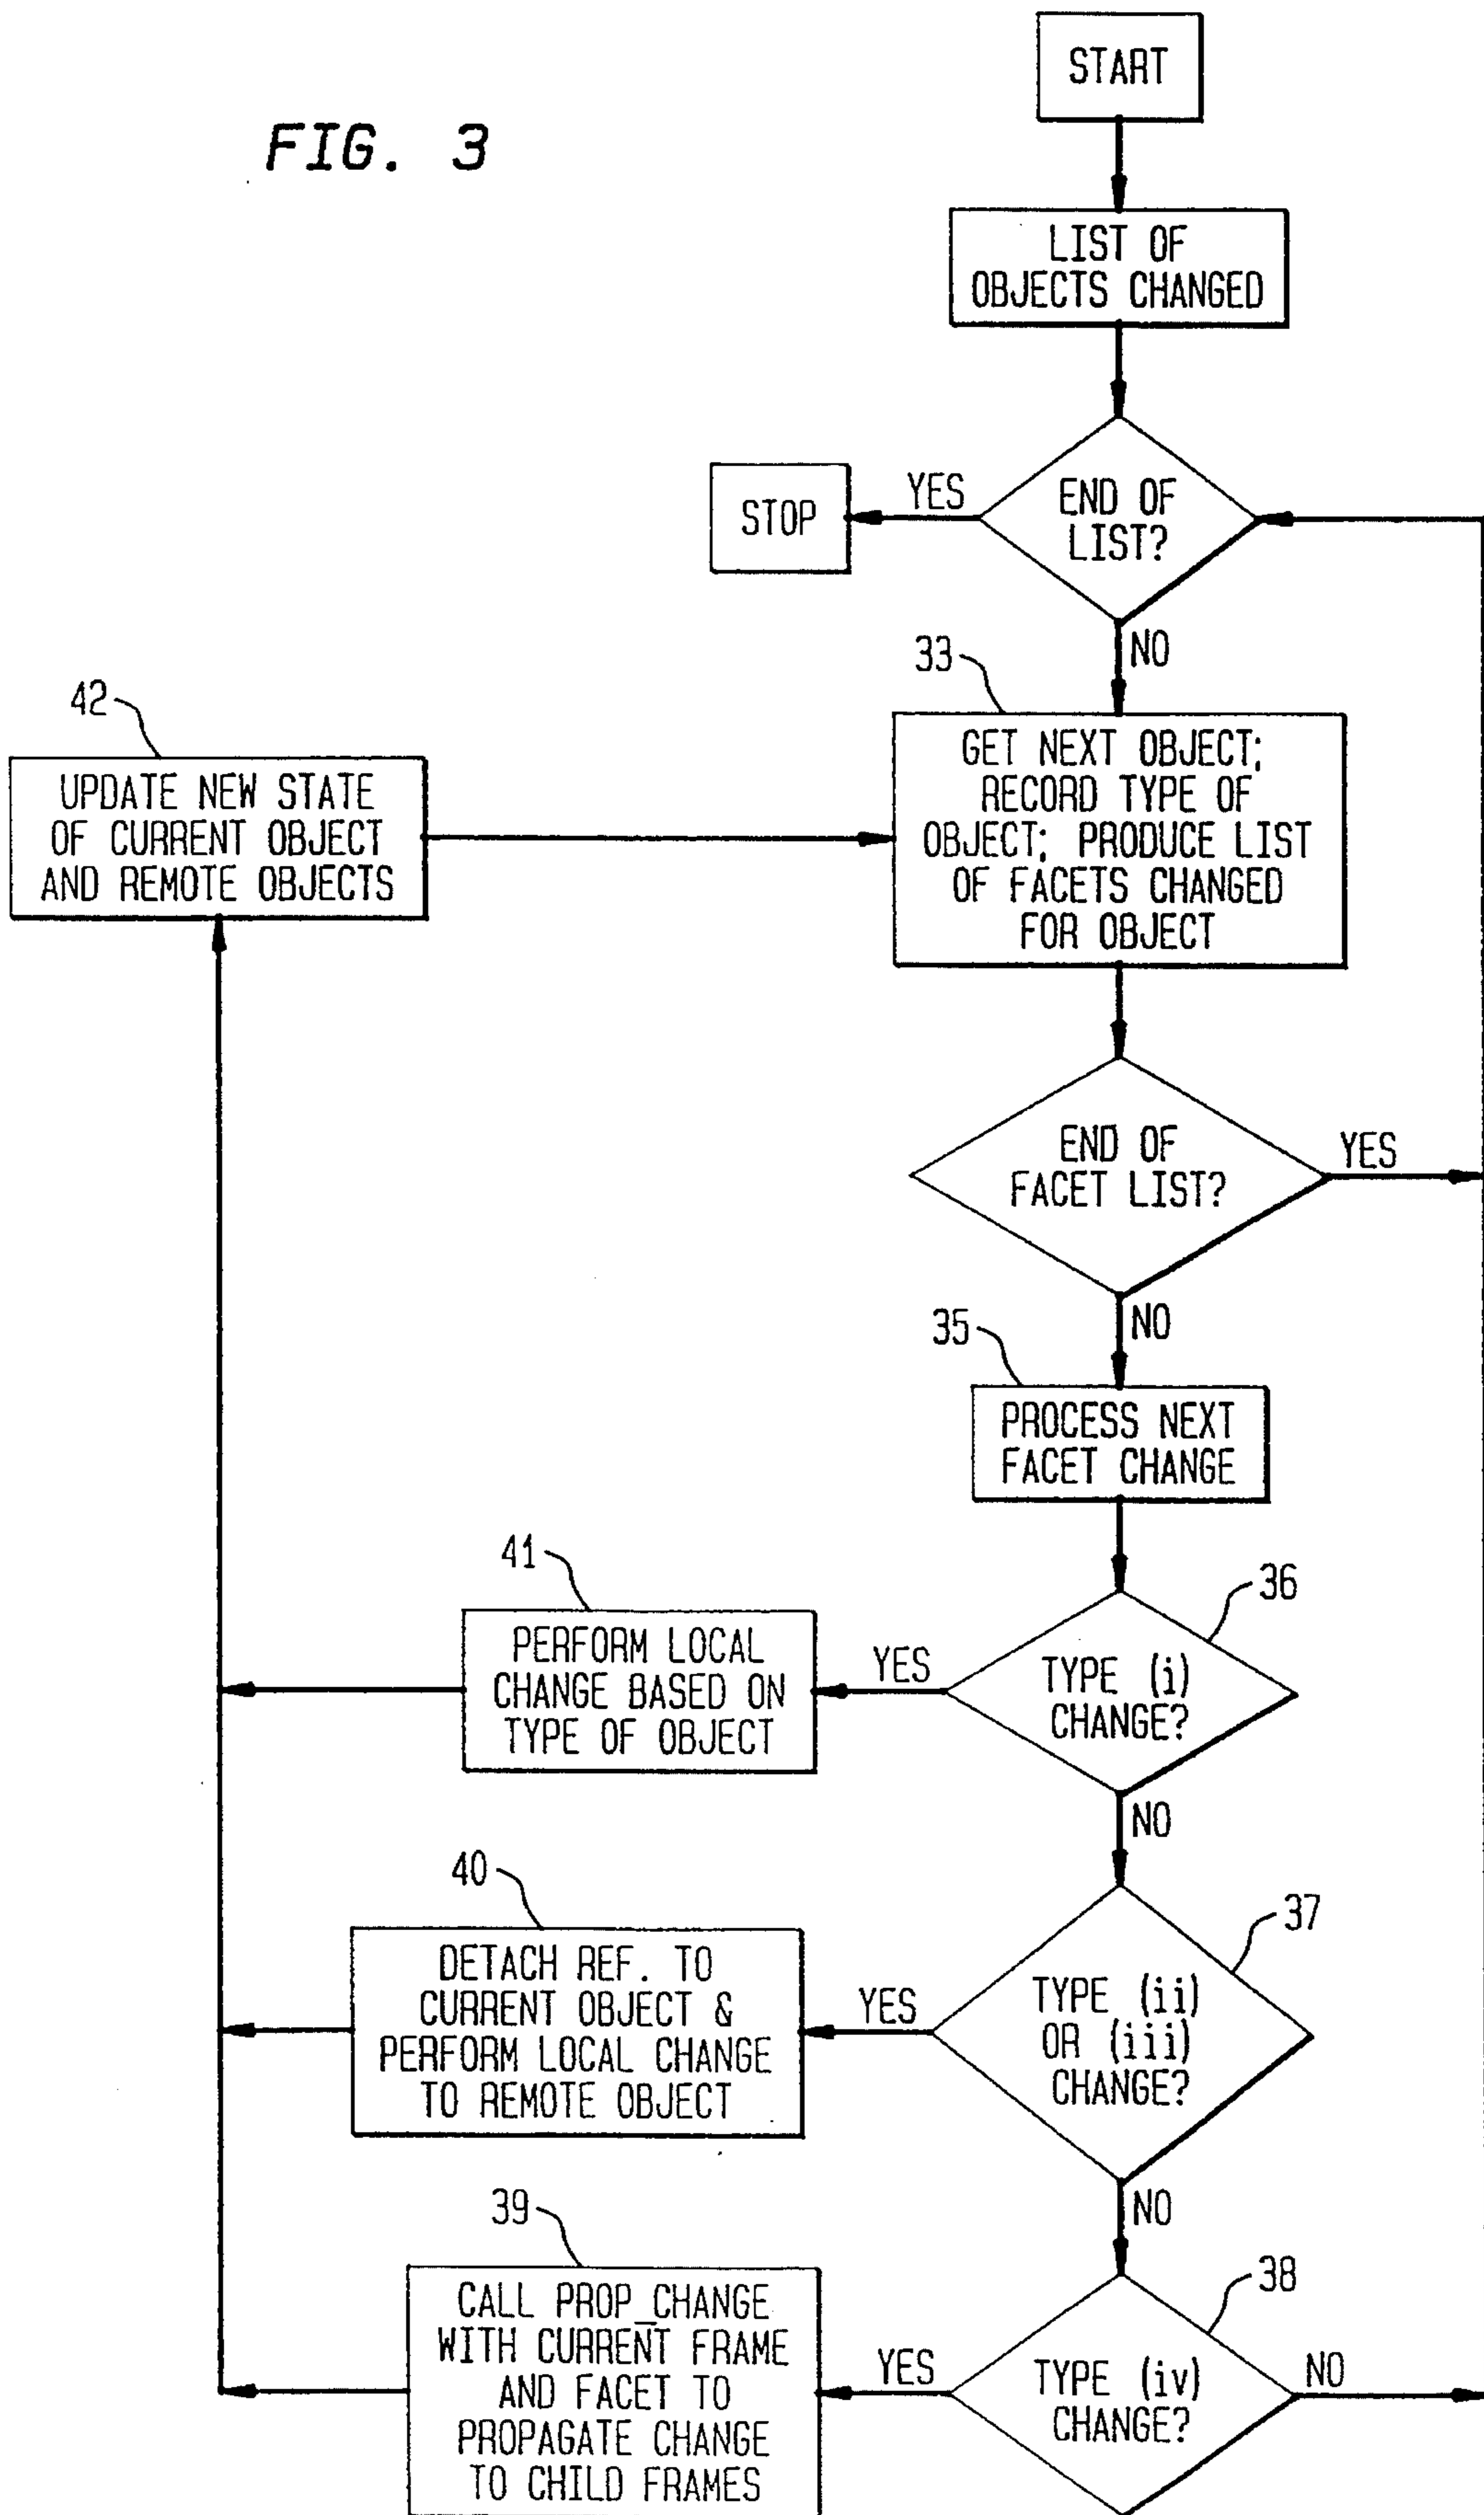 FIG. 3
START
LIST OF
OBJECTS CHANGED
END OF
LIST?
YES
STOP
NO
33
GET NEXT OBJECT;
RECORD TYPE OF
OBJECT; PRODUCE LIST
OF FACETS CHANGED
FOR OBJECT
42
UPDATE NEW STATE
OF CURRENT OBJECT
AND REMOTE OBJECTS
END OF
FACET LIST?
YES
NO
35
PROCESS NEXT
FACET CHANGE
36
TYPE (i)
CHANGE?
YES
41
PERFORM LOCAL
CHANGE BASED ON
TYPE OF OBJECT
NO
37
TYPE (ii)
OR (iii)
CHANGE?
YES
40
DETACH REF. TO
CURRENT OBJECT &
PERFORM LOCAL CHANGE
TO REMOTE OBJECT
NO
38
TYPE (iv)
CHANGE?
NO
YES
39
CALL PROP_CHANGE
WITH CURRENT FRAME
AND FACET TO
PROPAGATE CHANGE
TO CHILD FRAMES